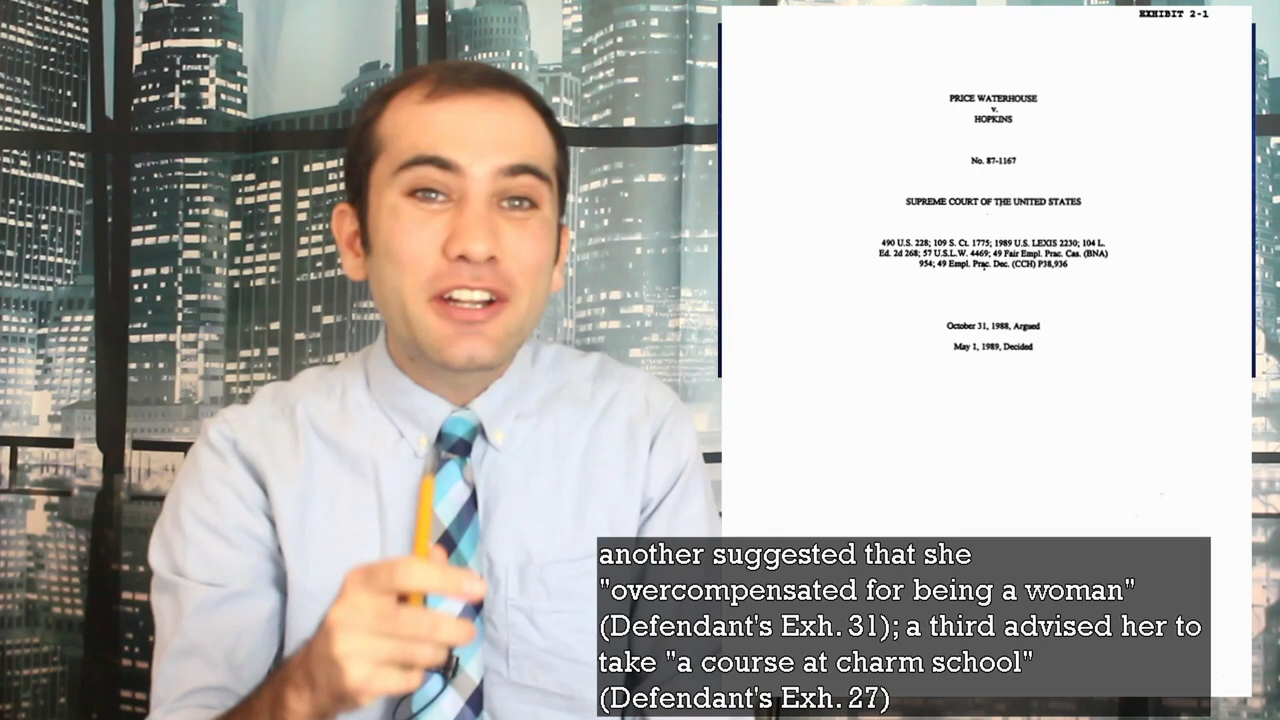 EXHIBIT 2-1
PRICE WATERHOUSE
v.
HOPKINS
No. 87-1167
SUPREME COURT OF THE UNITED STATES
490 U.S. 228; 109 S. Ct. 1775; 1989 U.S. LEXIS 2230; 104 L.
Ed. 2d 268; 57 U.S.L.W. 4469; 49 Fair Empl. Prac. Cas. (BNA)
954; 49 Empl. Prac. Dec. (CCH) P38,936
October 31, 1988, Argued
May 1, 1989, Decided
another suggested that she
"overcompensated for being a woman"
(Defendant's Exh. 31); a third advised her to
take "a course at charm school"
(Defendant's Exh. 27)